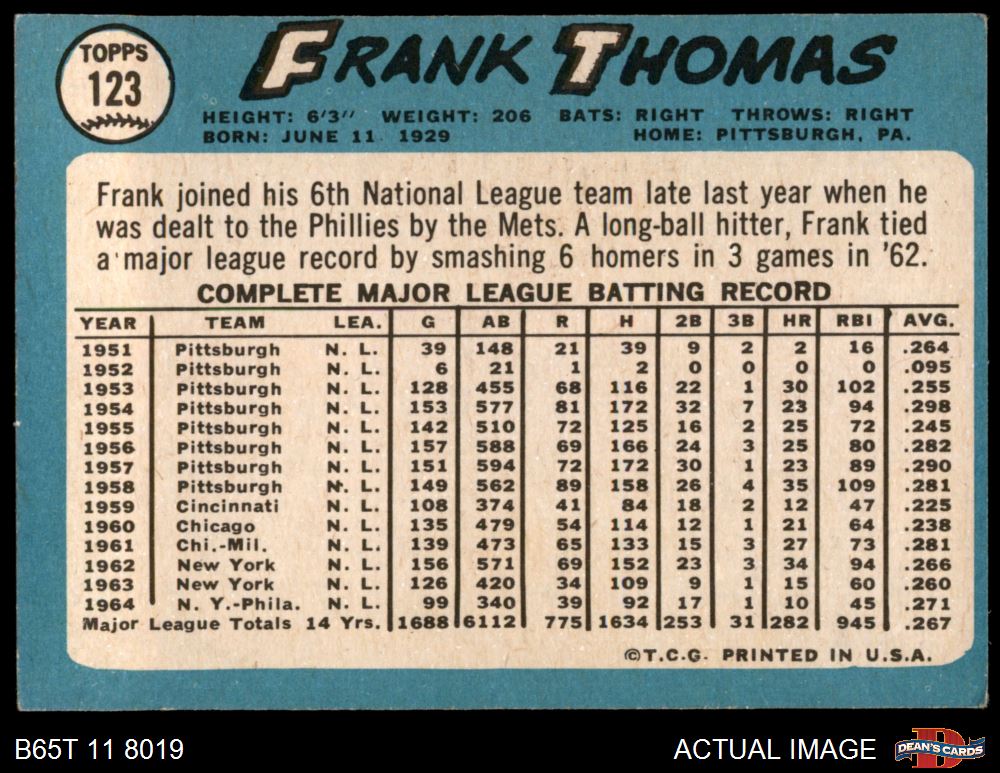 TOPPS
123
FRANK THOMAS
HEIGHT: 6'3" WEIGHT: 206 BATS: RIGHT THROWS: RIGHT
BORN: JUNE 11 1929 HOME: PITTSBURGH, PA.
Frank joined his 6th National League team late last year when he
was dealt to the Phillies by the Mets. A long-ball hitter, Frank tied
a major league record by smashing 6 homers in 3 games in '62.
COMPLETE MAJOR LEAGUE BATTING RECORD
YEAR TEAM LEA. G AB R H 2B 3B HR RBI AVG.
1951 Pittsburgh N. L. 39 148 21 39 9 2 2 16 .264
1952 Pittsburgh N. L. 6 21 1 2 0 0 0 0 .095
1953 Pittsburgh N. L. 128 455 68 116 22 1 30 102 .255
1954 Pittsburgh N. L. 153 577 81 172 32 7 23 94 .298
1955 Pittsburgh N. L. 142 510 72 125 16 2 25 72 .245
1956 Pittsburgh N. L. 157 588 69 166 24 3 25 80 .282
1957 Pittsburgh N. L. 151 594 72 172 30 1 23 89 .290
1958 Pittsburgh N. L. 149 562 89 158 26 4 35 109 .281
1959 Cincinnati N. L. 108 374 41 84 18 2 12 47 .225
1960 Chicago N. L. 135 479 54 114 12 1 21 64 .238
1961 Chi.-Mil. N. L. 139 473 65 133 15 3 27 73 .281
1962 New York N. L. 156 571 69 152 23 3 34 94 .266
1963 New York N. L. 126 420 34 109 9 1 15 60 .260
1964 N. Y.-Phila. N. L. 99 340 39 92 17 1 10 45 .271
Major League Totals 14 Yrs. 1688 6112 775 1634 253 31 282 945 .267
©T.C.G. PRINTED IN U.S.A.
B65T 11 8019 ACTUAL IMAGE
D
DEAN'S CARDS